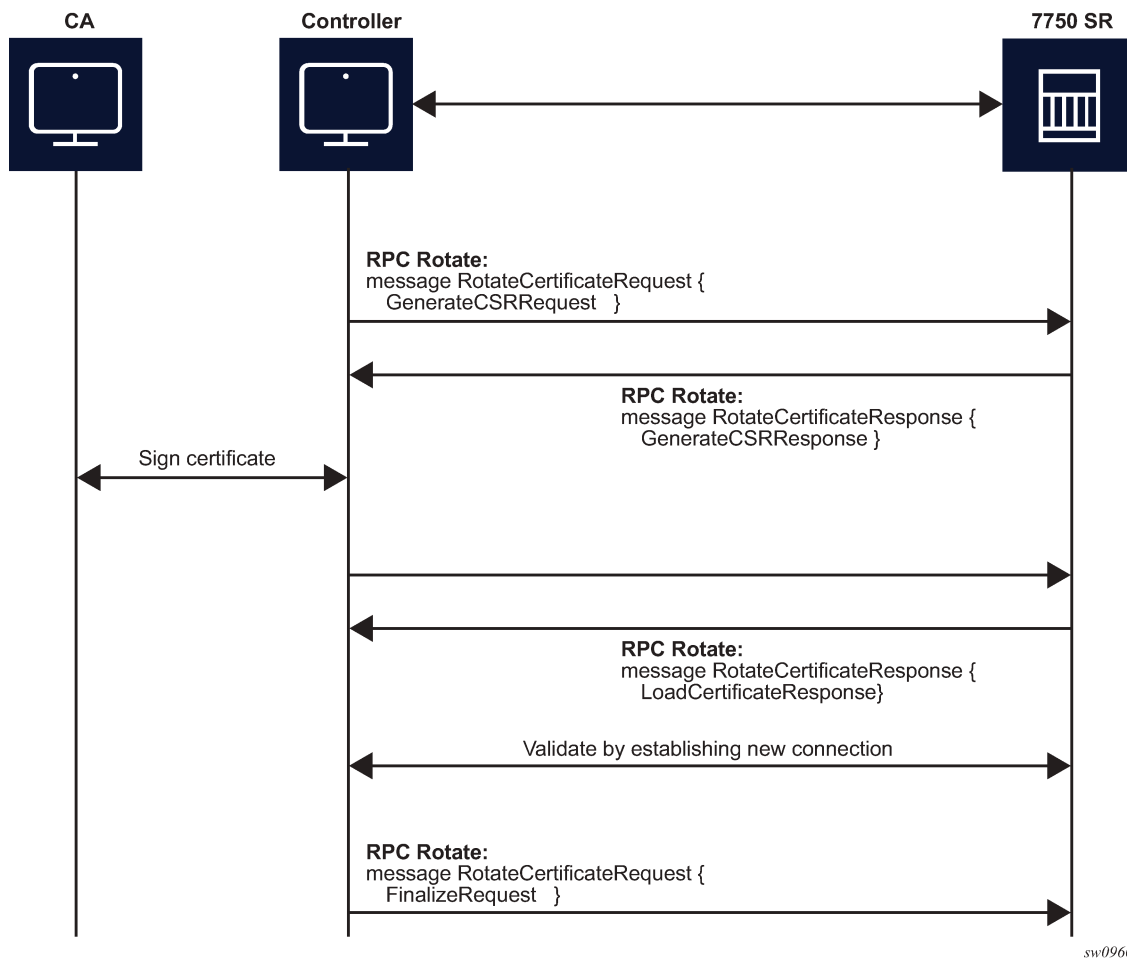 CA
Controller
7750 SR
RPC Rotate:
message RotateCertificateRequest {
GenerateCSRRequest }
RPC Rotate:
message RotateCertificateResponse {
GenerateCSRResponse }
Sign certificate
RPC Rotate:
message RotateCertificateResponse {
LoadCertificateResponse}
Validate by establishing new connection
RPC Rotate:
message RotateCertificateRequest {
FinalizeRequest }